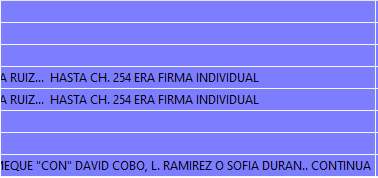 A RUIZ... HASTA CH. 254 ERA FIRMA INDIVIDUAL
A RUIZ... HASTA CH. 254 ERA FIRMA INDIVIDUAL
MEQUE "CON" DAVID COBO, L. RAMIREZ O SOFIA DURAN.. CONTINUA